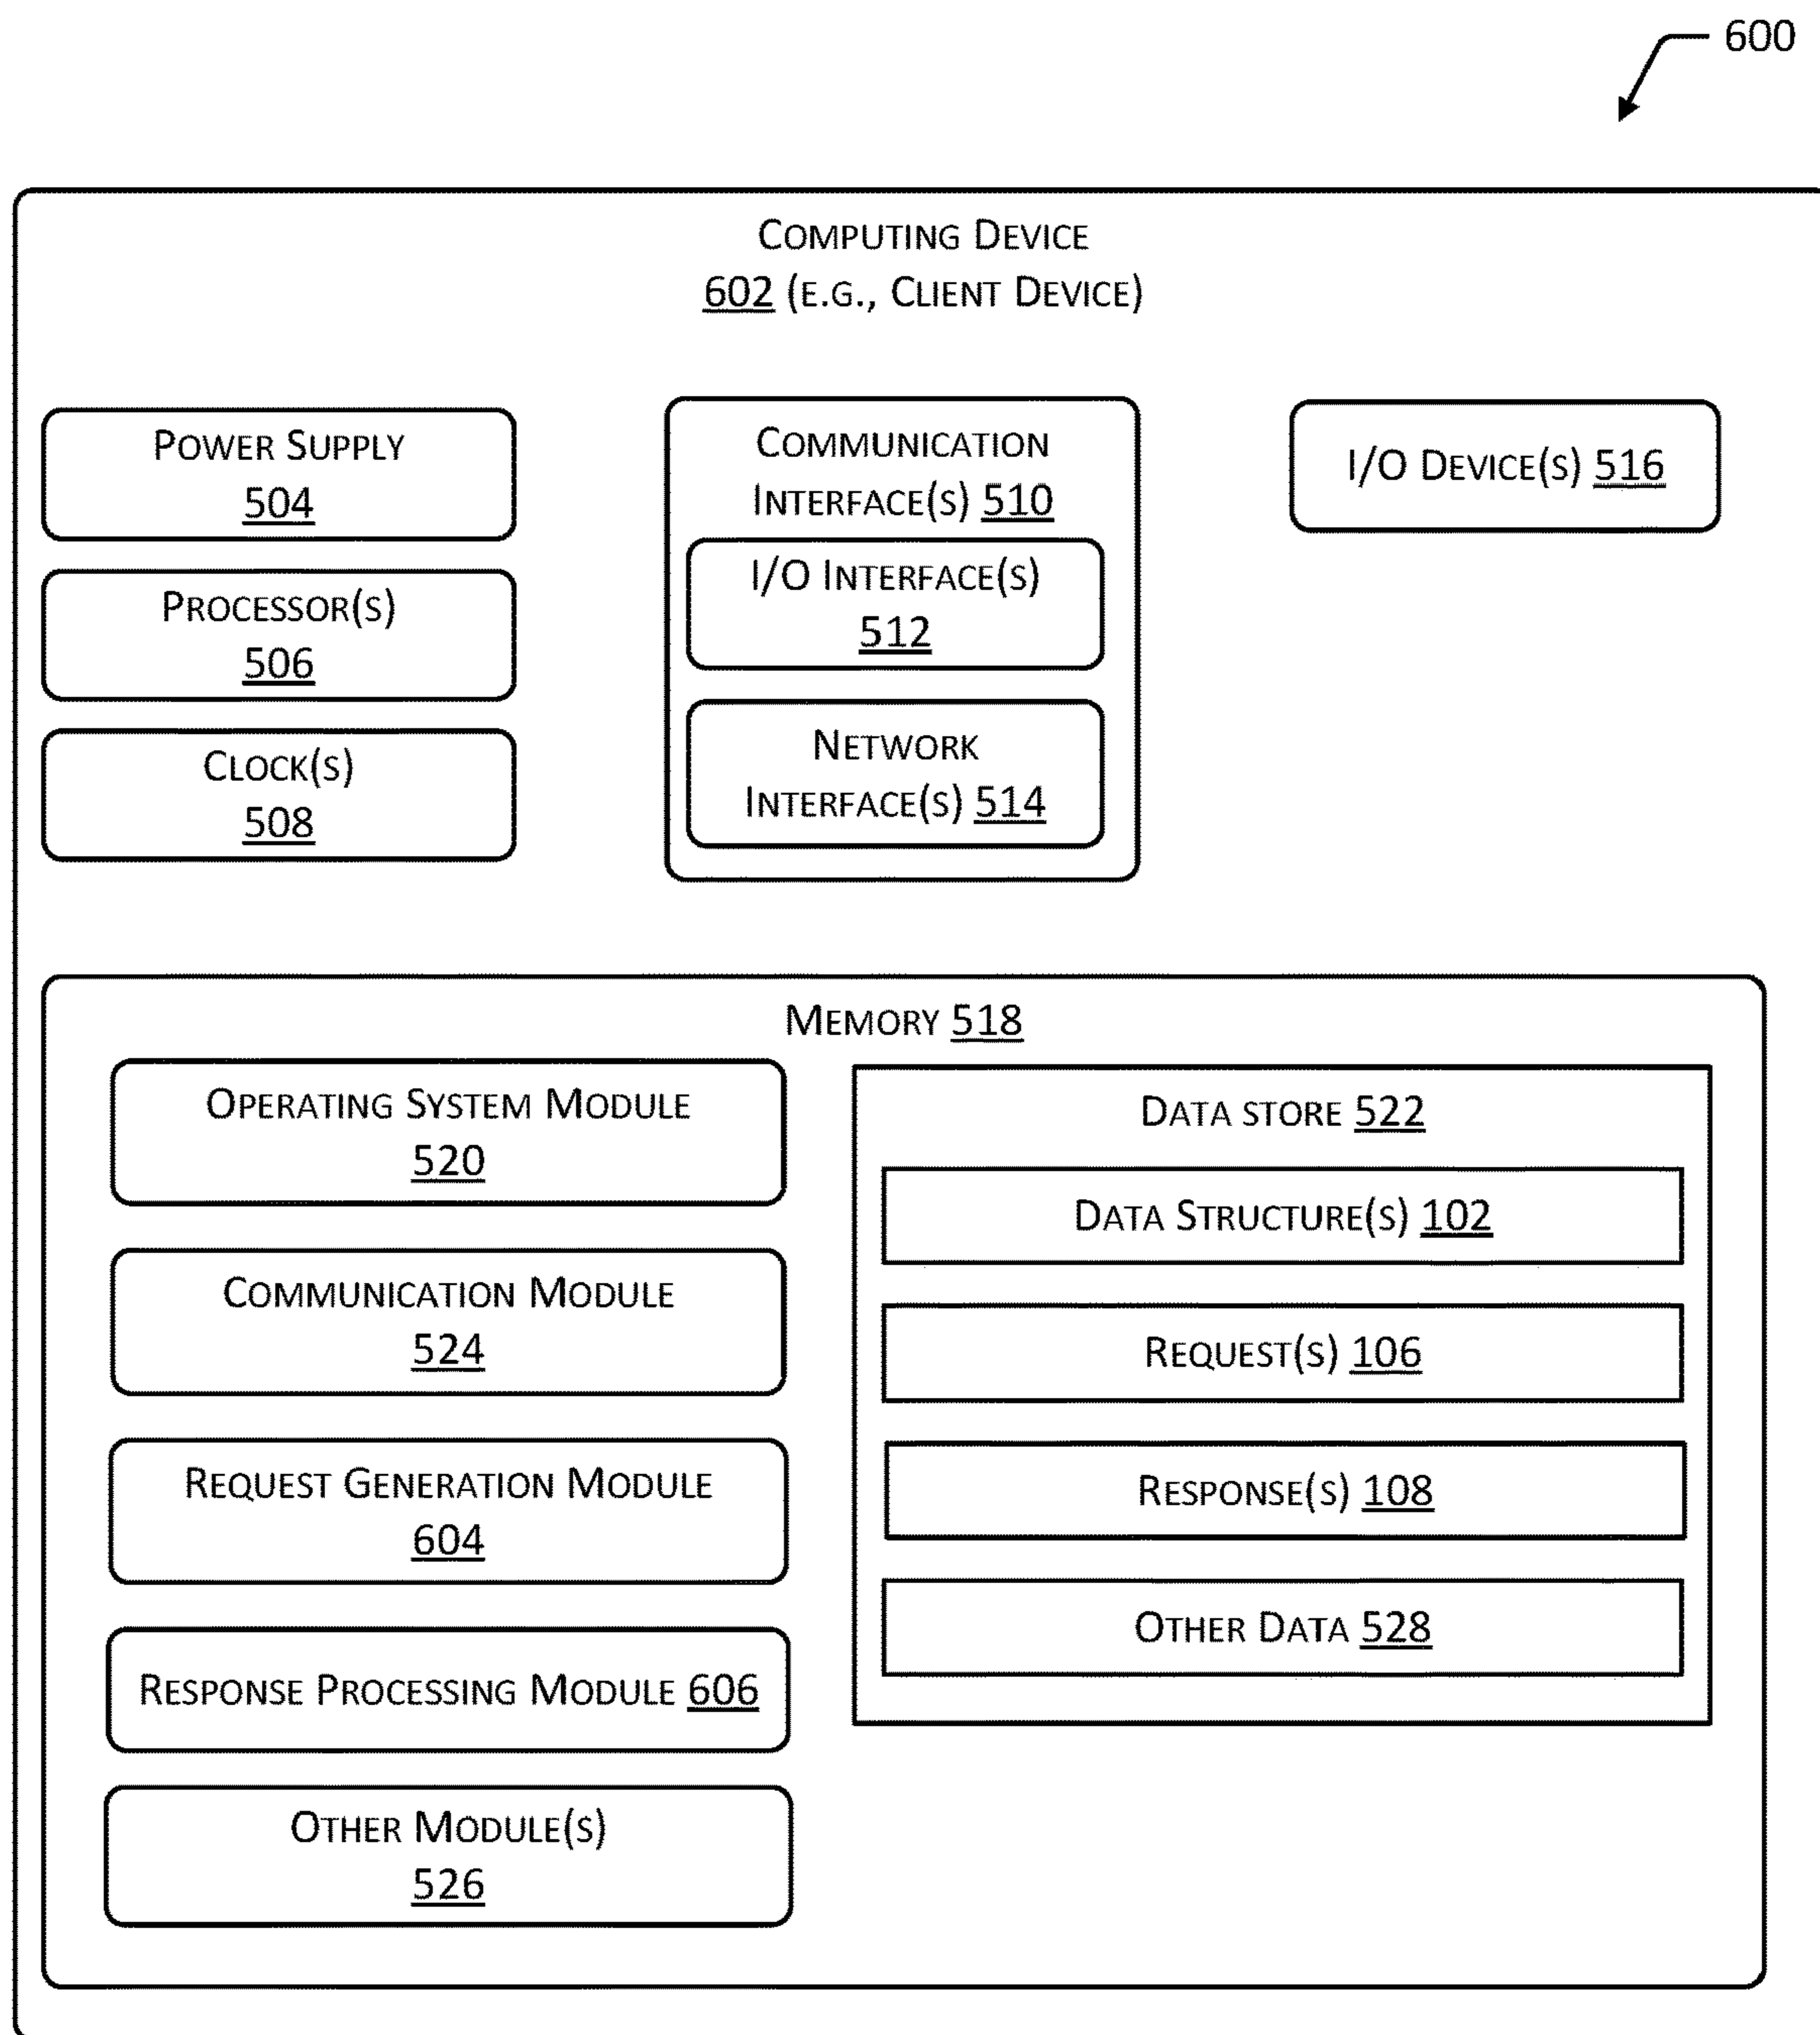 600
COMPUTING DEVICE
602 (E.G., CLIENT DEVICE)
POWER SUPPLY
504
PROCESSOR(S)
506
CLOCK(S)
508
COMMUNICATION
INTERFACE(S) 510
I/O INTERFACE(S)
512
NETWORK
INTERFACE(S) 514
I/O DEVICE(S) 516
MEMORY 518
OPERATING SYSTEM MODULE
520
COMMUNICATION MODULE
524
REQUEST GENERATION MODULE
604
RESPONSE PROCESSING MODULE 606
OTHER MODULE(S)
526
DATA STORE 522
DATA STRUCTURE(S) 102
REQUEST(S) 106
RESPONSE(S) 108
OTHER DATA 528